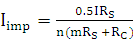 I_imp = 0.5IR_S / n(mR_S + R_C)